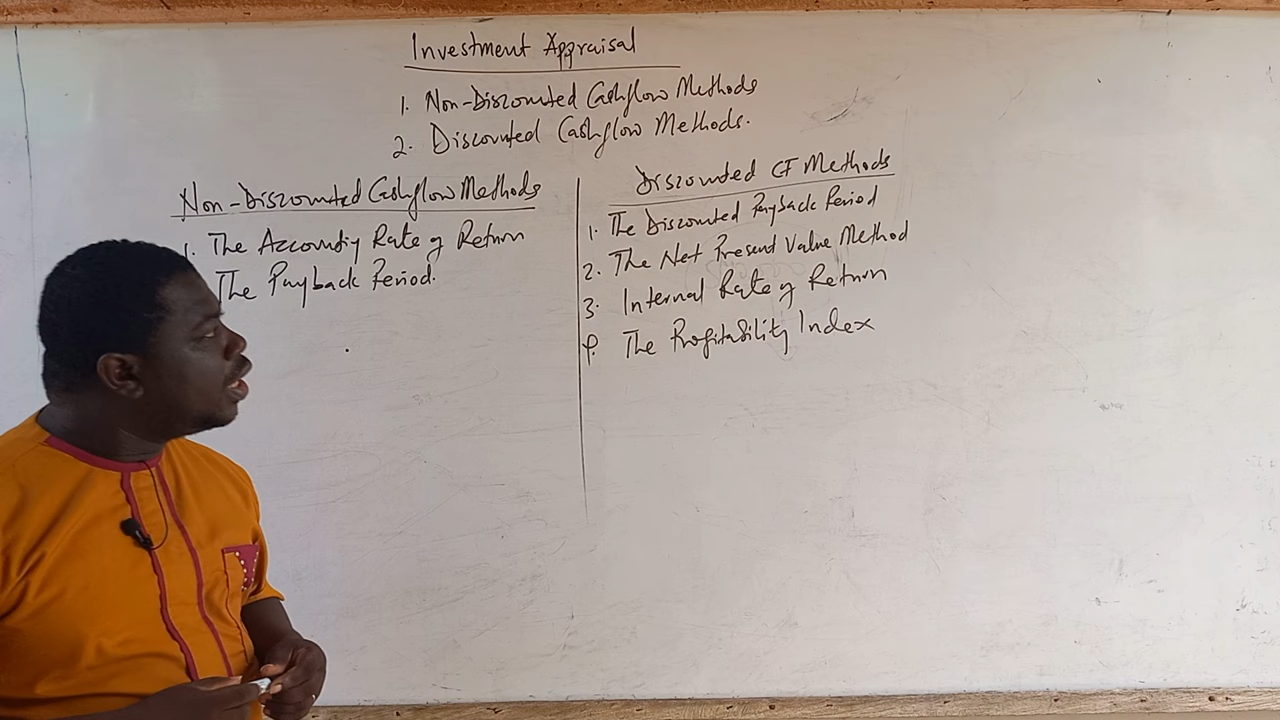 Investment Appraisal
1. Non-Discounted Cashflow Methods
2. Discounted Cashflow Methods.
Non-Discounted Cashflow Methods
1. The Accounting Rate of Return
The Payback Period.
Discounted CF Methods
1. The Discounted Payback Period
2. The Net Present Value Method
3. Internal Rate of Return
4. The Profitability Index